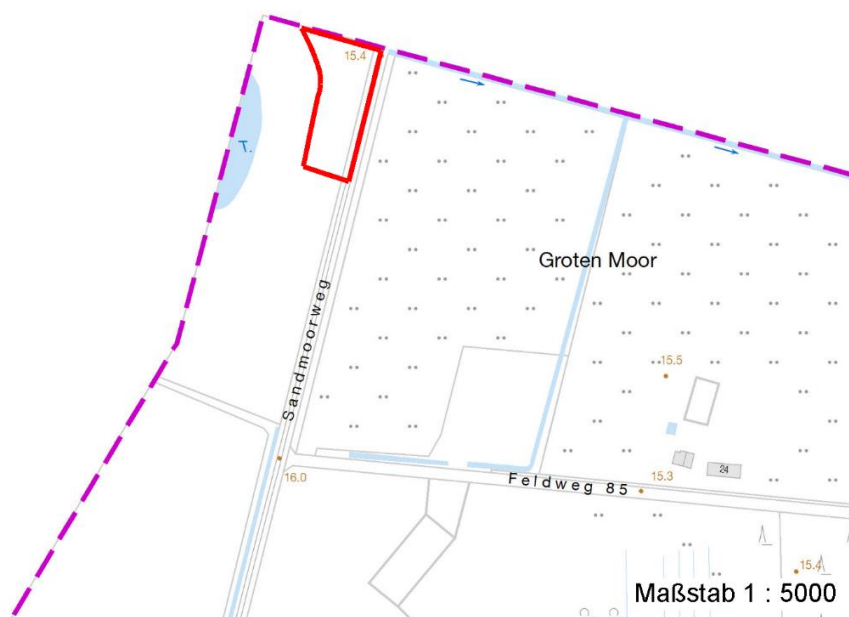 15.4
T.
Groten Moor
Sandmoorweg
15.5
24
16.0
Feldweg 85
15.3
15.4
Maßstab 1 : 5000